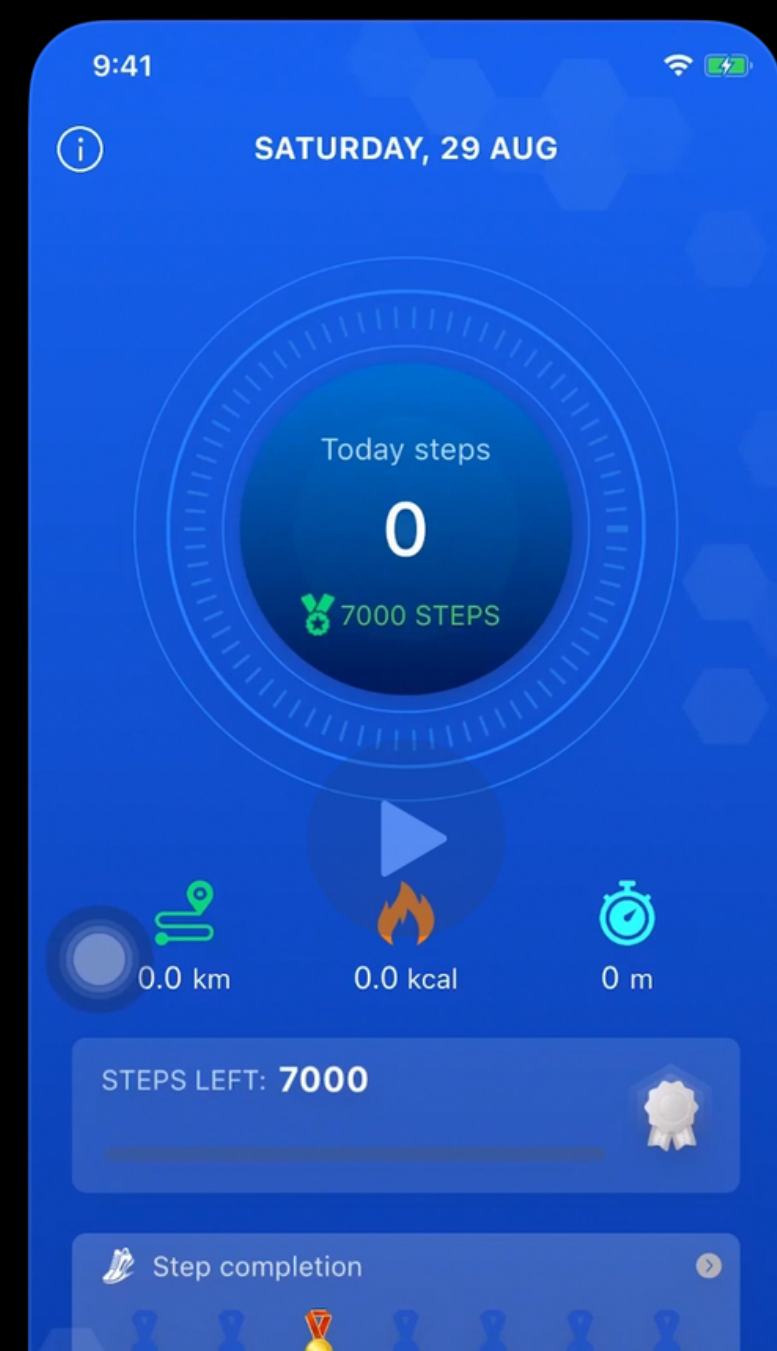 9:41
SATURDAY, 29 AUG
Today steps
0
7000 STEPS
0.0 km
0.0 kcal
0 m
STEPS LEFT: 7000
Step completion